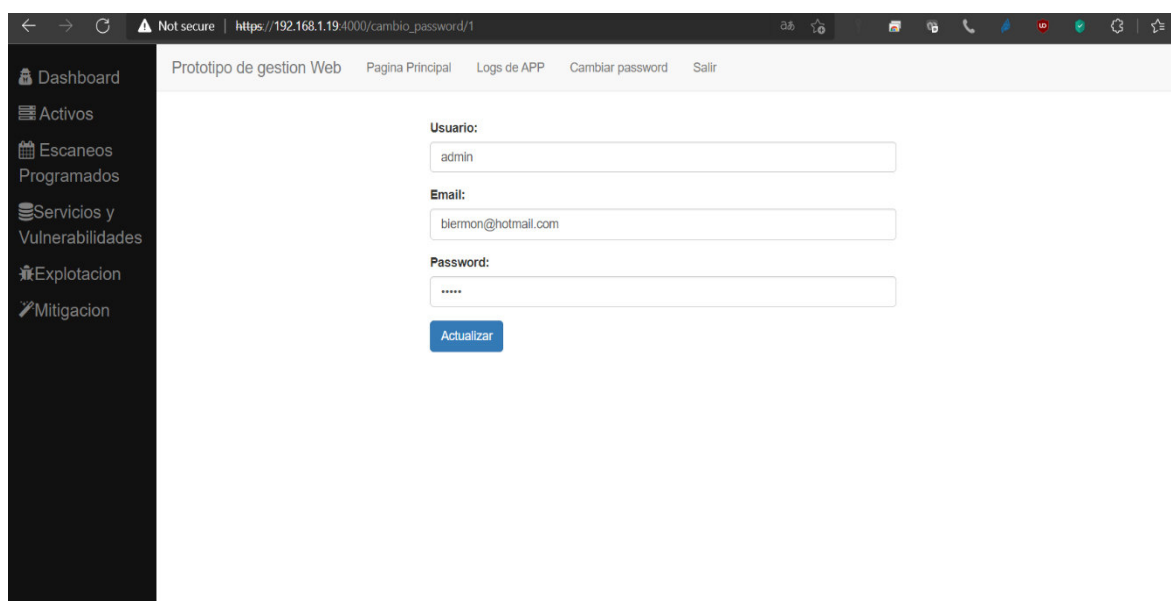 Not secure | https://192.168.1.19:4000/cambio_password/1
Dashboard
Activos
Escaneos
Programados
Servicios y
Vulnerabilidades
Explotacion
Mitigacion
Prototipo de gestion Web
Pagina Principal
Logs de APP
Cambiar password
Salir
Usuario:
admin
Email:
biermon@hotmail.com
Password:
•••••
Actualizar